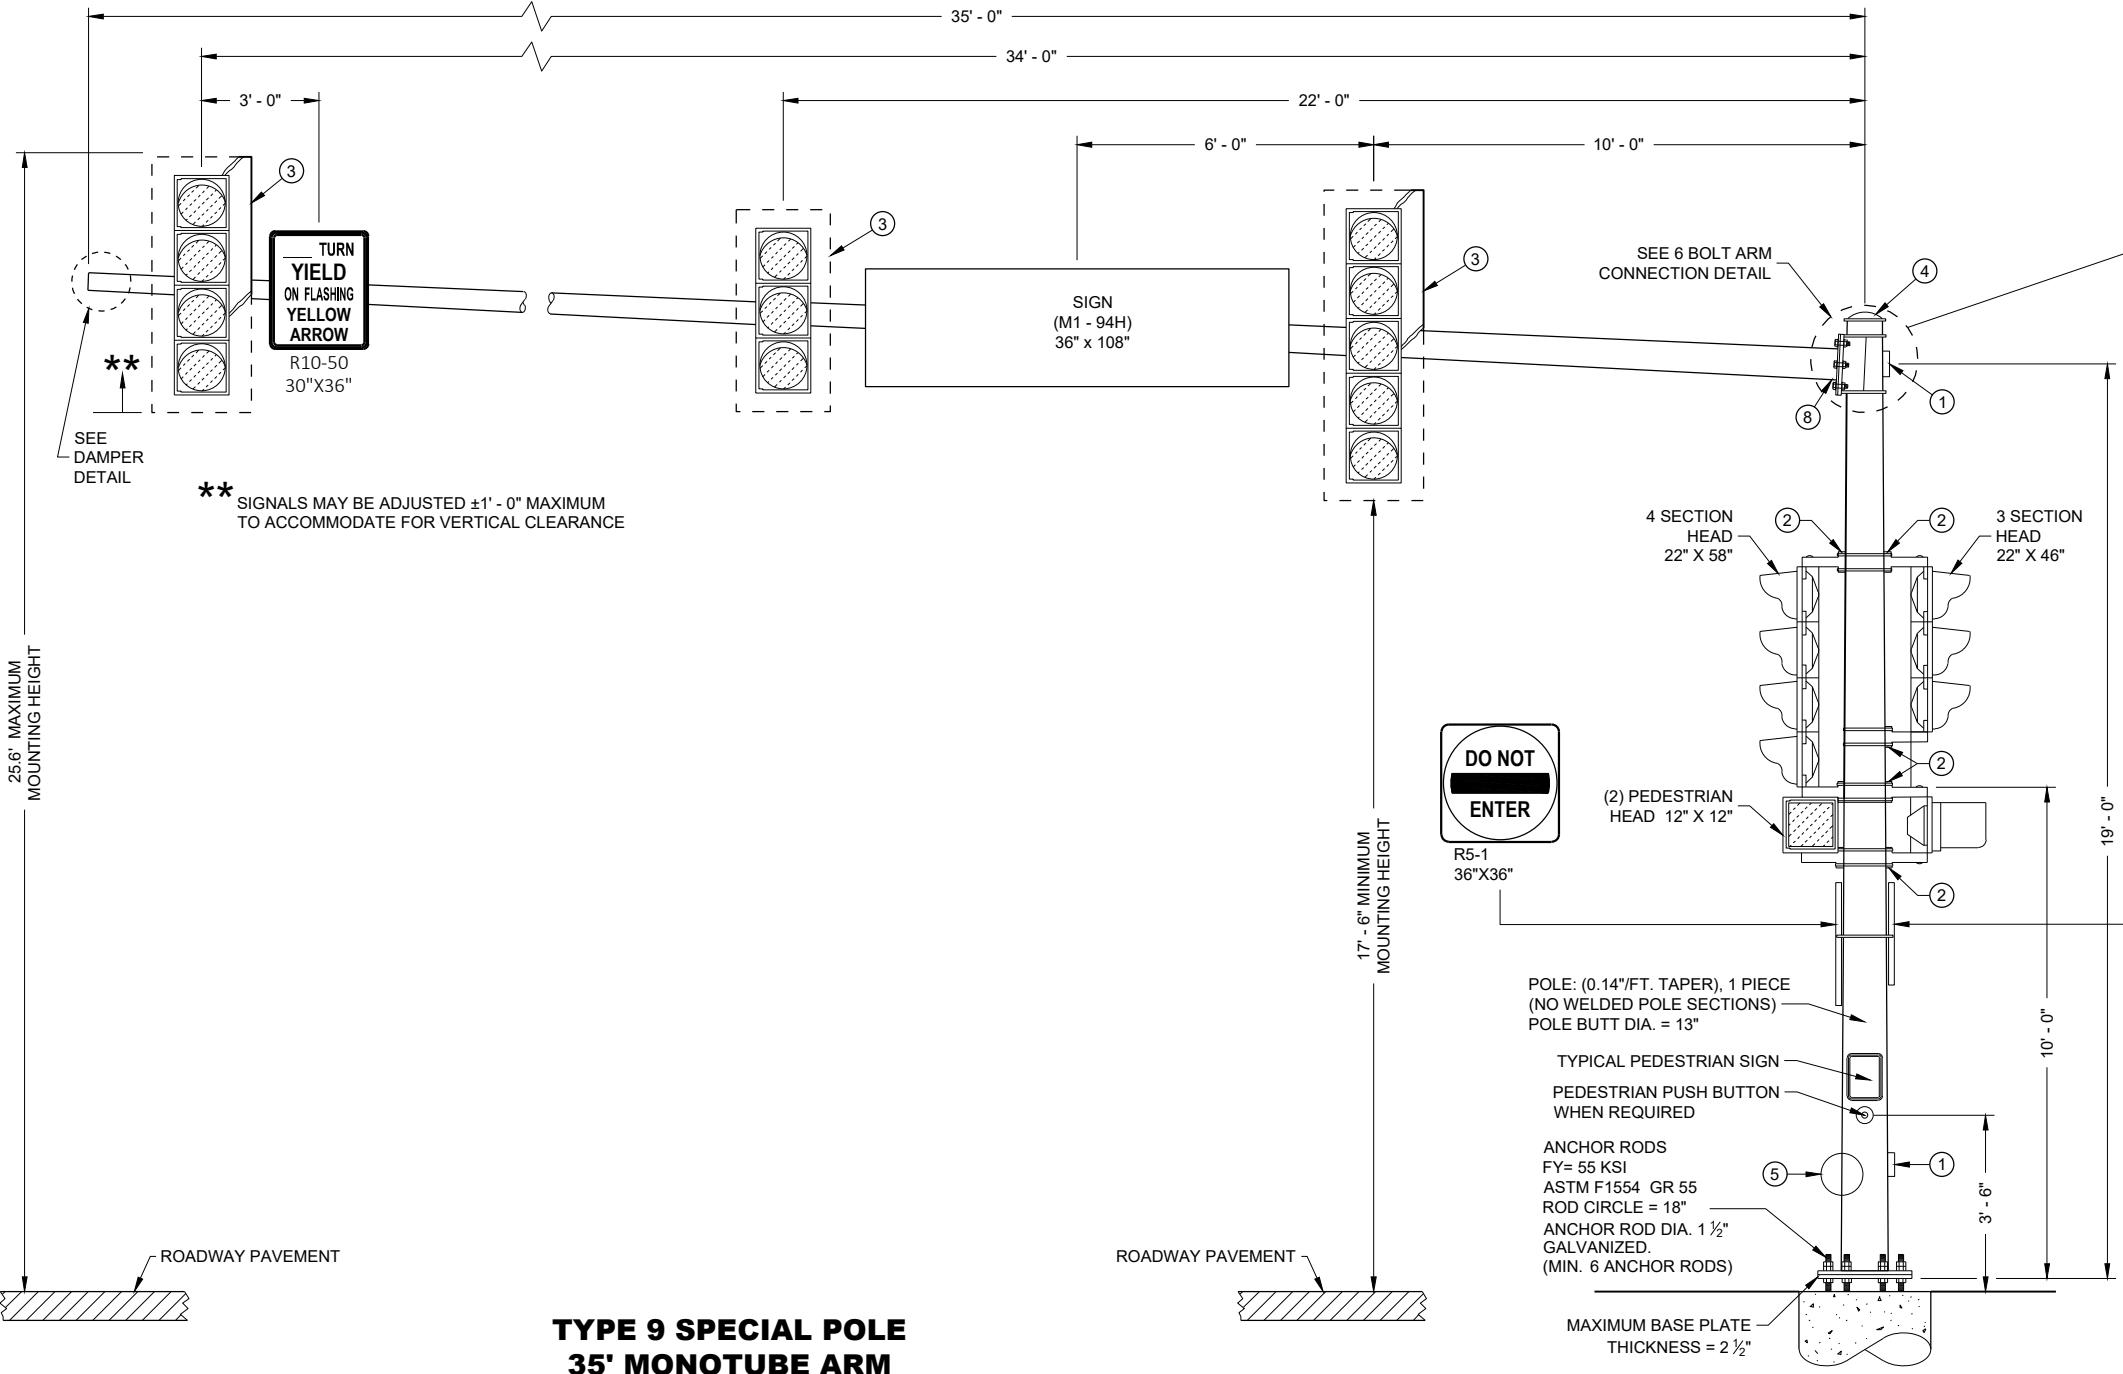 35' - 0"
34' - 0"
3' - 0"
22' - 0"
6' - 0"
10' - 0"
3
TURN
YIELD
ON FLASHING
YELLOW
ARROW
R10-50
30"X36"
3
SIGN
(M1 - 94H)
36" x 108"
3
SEE 6 BOLT ARM
CONNECTION DETAIL
4
1
8
**
SEE
DAMPER
DETAIL
** SIGNALS MAY BE ADJUSTED ±1' - 0" MAXIMUM
TO ACCOMMODATE FOR VERTICAL CLEARANCE
4 SECTION
HEAD
22" X 58"
2
2
3 SECTION
HEAD
22" X 46"
25.6' MAXIMUM
MOUNTING HEIGHT
17' - 6" MINIMUM
MOUNTING HEIGHT
DO NOT
ENTER
R5-1
36"X36"
(2) PEDESTRIAN
HEAD 12" X 12"
2
2
19' - 0"
10' - 0"
POLE: (0.14"/FT. TAPER), 1 PIECE
(NO WELDED POLE SECTIONS)
POLE BUTT DIA. = 13"
TYPICAL PEDESTRIAN SIGN
PEDESTRIAN PUSH BUTTON
WHEN REQUIRED
ANCHOR RODS
FY= 55 KSI
ASTM F1554 GR 55
ROD CIRCLE = 18"
ANCHOR ROD DIA. 1 ½"
GALVANIZED.
(MIN. 6 ANCHOR RODS)
5
1
3' - 6"
ROADWAY PAVEMENT
ROADWAY PAVEMENT
MAXIMUM BASE PLATE
THICKNESS = 2 ½"
TYPE 9 SPECIAL POLE
35' MONOTUBE ARM